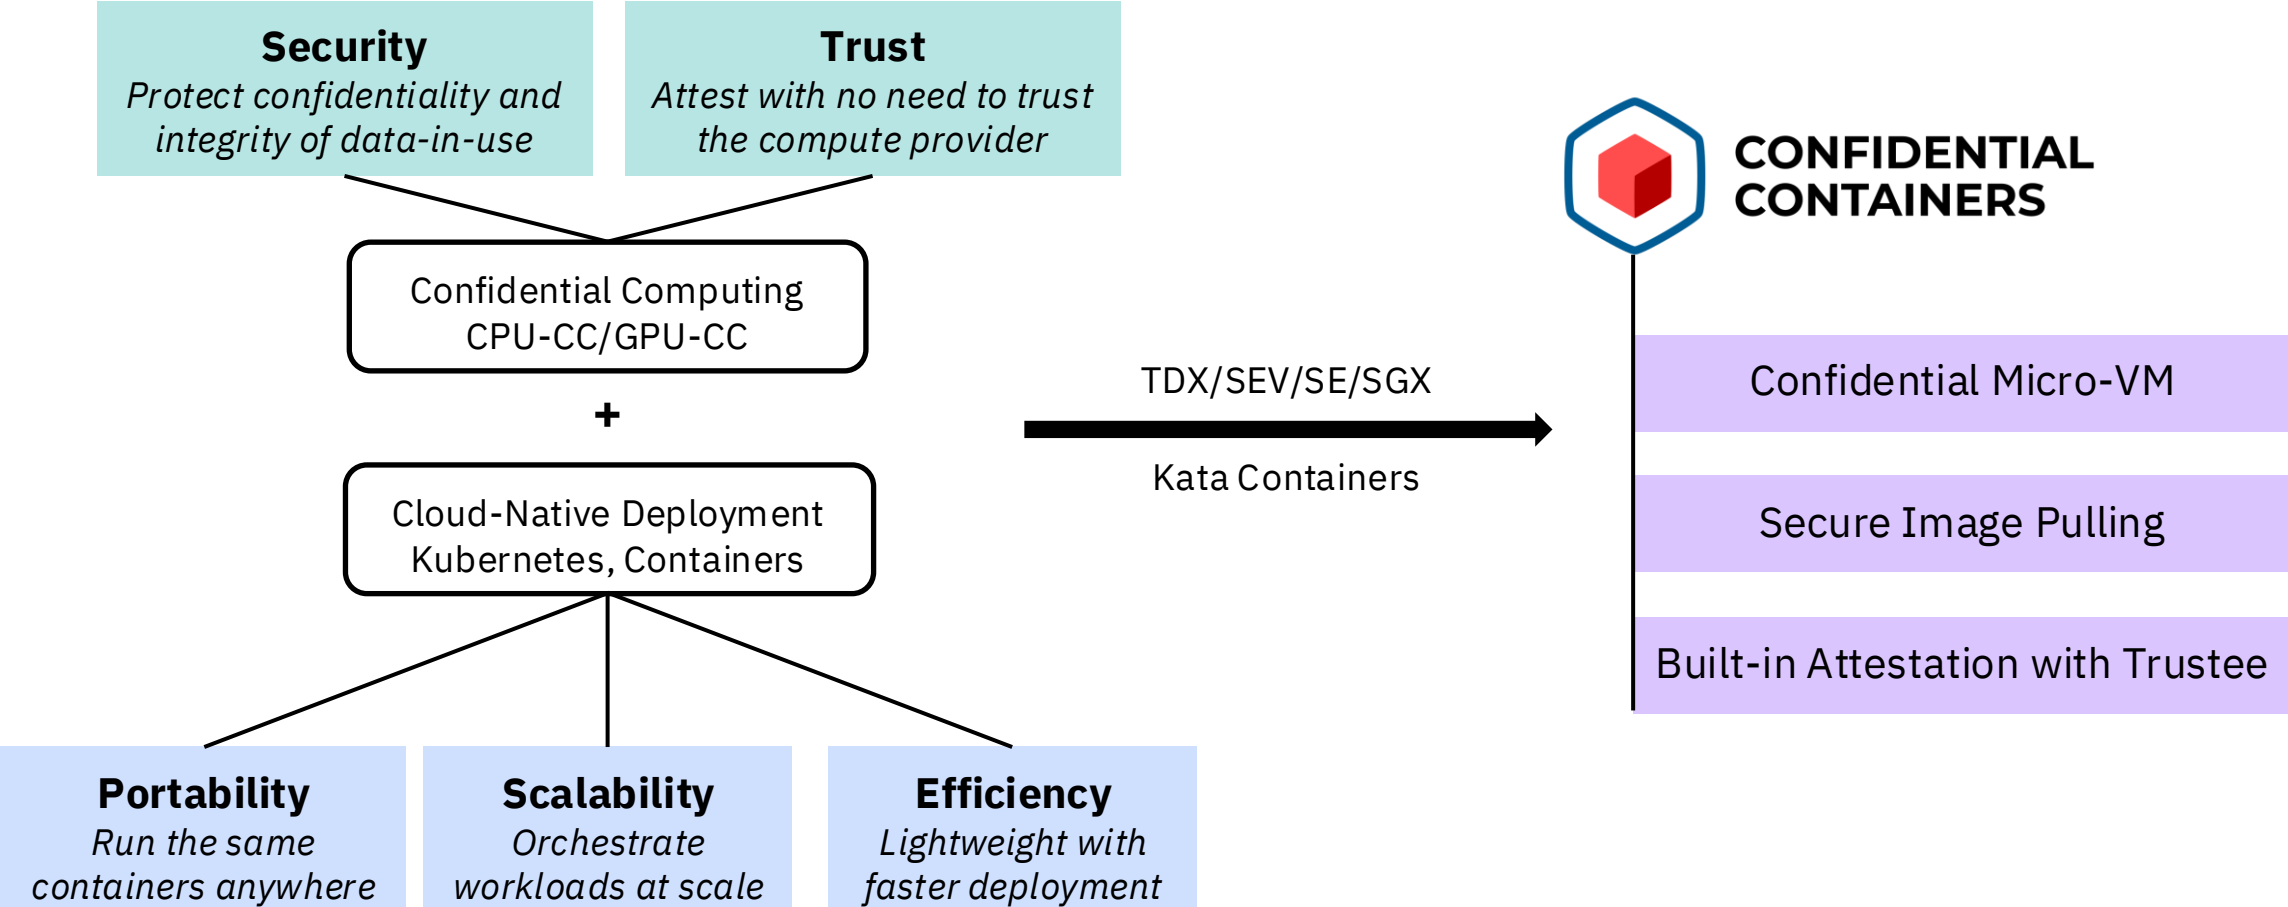 Security
Protect confidentiality and
integrity of data-in-use
Trust
Attest with no need to trust
the compute provider
Confidential Computing
CPU-CC/GPU-CC
+
Cloud-Native Deployment
Kubernetes, Containers
Portability
Run the same
containers anywhere
Scalability
Orchestrate
workloads at scale
Efficiency
Lightweight with
faster deployment
TDX/SEV/SE/SGX
Kata Containers
CONFIDENTIAL
CONTAINERS
Confidential Micro-VM
Secure Image Pulling
Built-in Attestation with Trustee